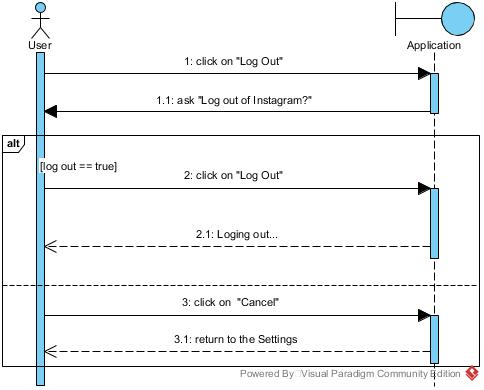 User
Application
1: click on "Log Out"
1.1: ask "Log out of Instagram?"
alt
[log out == true]
2: click on "Log Out"
2.1: Loging out...
3: click on "Cancel"
3.1: return to the Settings
Powered By Visual Paradigm Community Edition